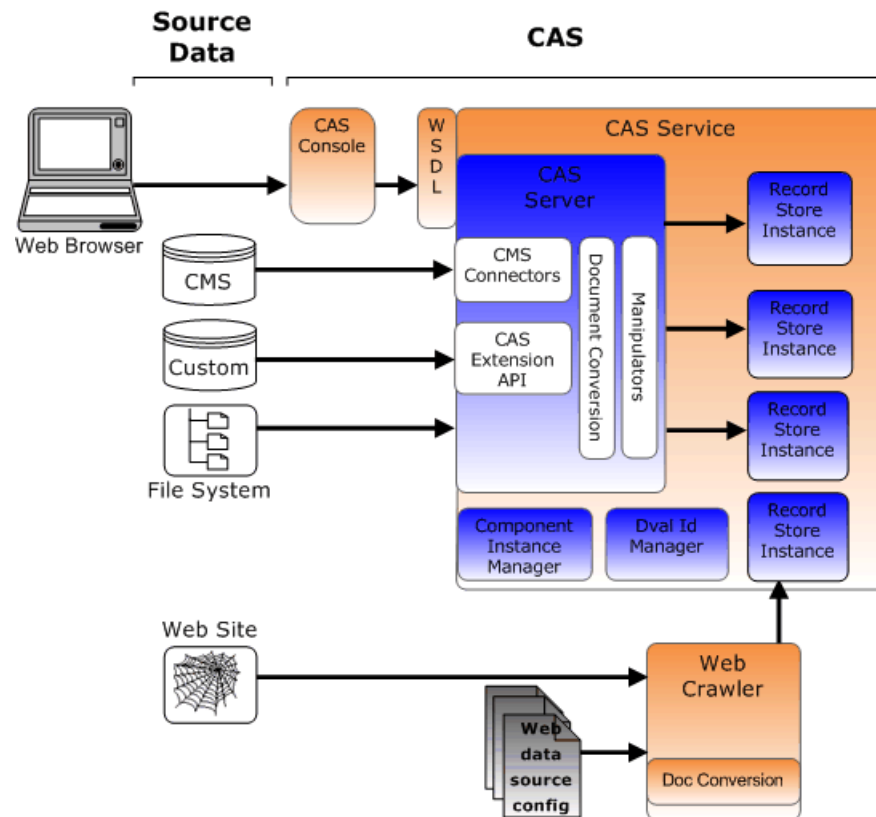 Source
Data
CAS
CAS
Console
W
S
D
L
CAS Service
CAS
Server
Record
Store
Instance
Web Browser
CMS
CMS
Connectors
Document Conversion
Manipulators
Record
Store
Instance
Custom
CAS
Extension
API
Record
Store
Instance
File System
Component
Instance
Manager
Dval Id
Manager
Record
Store
Instance
Web Site
Web
Crawler
Web
data
source
config
Doc Conversion